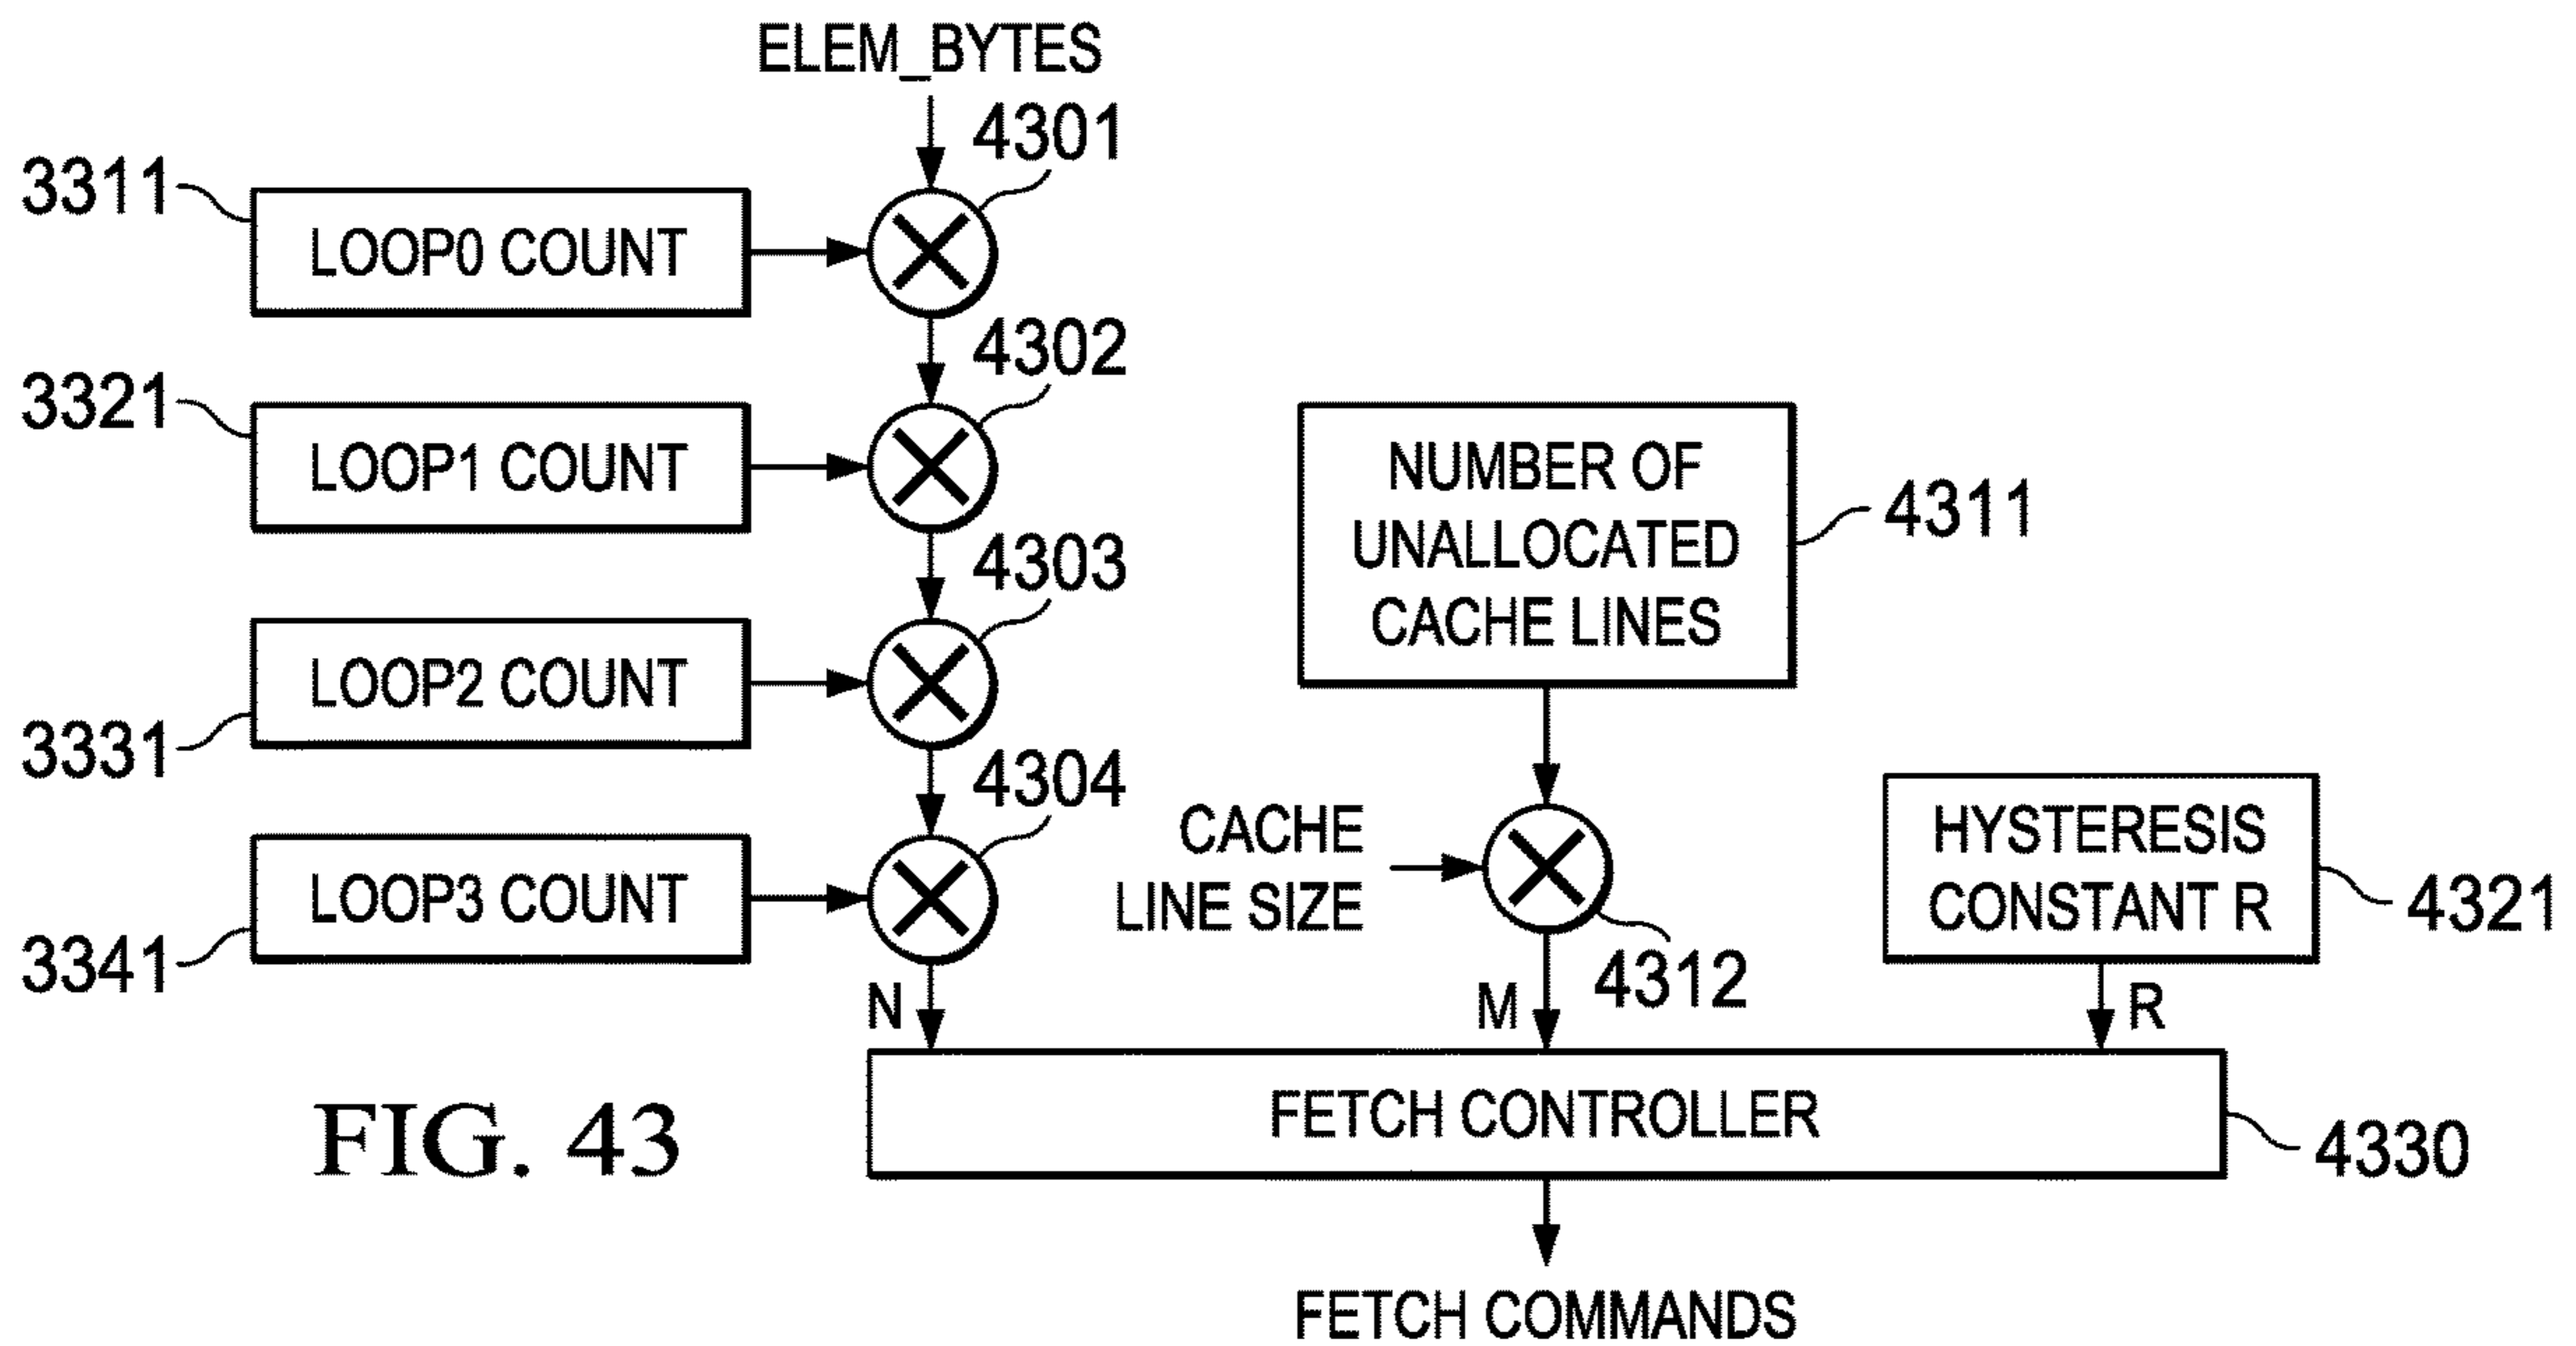 ELEM_BYTES
4301
3311
LOOP0 COUNT
4302
3321
LOOP1 COUNT
4303
LOOP2 COUNT
3331
4304
LOOP3 COUNT
3341
NUMBER OF
UNALLOCATED
CACHE LINES
4311
CACHE
LINE SIZE
4312
HYSTERESIS
CONSTANT R
4321
N
M
R
FETCH CONTROLLER
4330
FIG. 43
FETCH COMMANDS